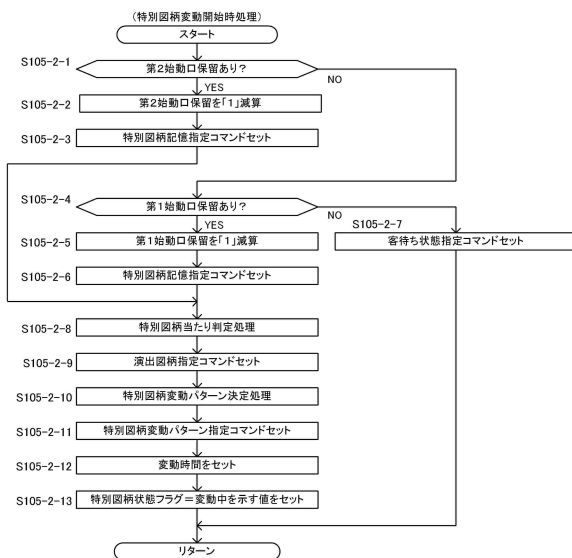 (特別図柄変動開始時処理)
スタート
S105-2-1
第2始動口保留あり?
NO
YES
S105-2-2
第2始動口保留を「1」減算
S105-2-3
特別図柄記憶指定コマンドセット
S105-2-4
第1始動口保留あり?
NO
YES
S105-2-7
S105-2-5
第1始動口保留を「1」減算
客待ち状態指定コマンドセット
S105-2-6
特別図柄記憶指定コマンドセット
S105-2-8
特別図柄当たり判定処理
S105-2-9
演出図柄指定コマンドセット
S105-2-10
特別図柄変動パターン決定処理
S105-2-11
特別図柄変動パターン指定コマンドセット
S105-2-12
変動時間をセット
S105-2-13
特別図柄状態フラグ=変動中を示す値をセット
リターン